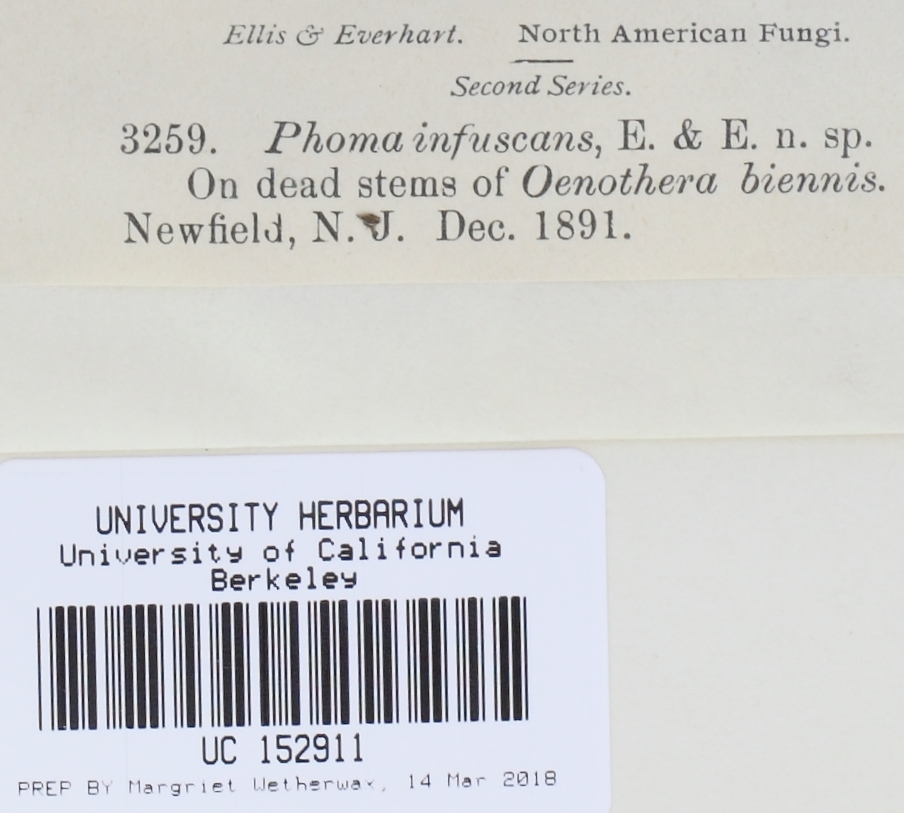 Ellis & Everhart. North American Fungi.
Second Series.
3259. Phoma infuscans, E. & E. n. sp.
On dead stems of Oenothera biennis.
Newfield, N. J. Dec. 1891.
UNIVERSITY HERBARIUM
University of California
Berkeley
UC 152911
PREP BY Margriet Wetherwax, 14 Mar 2018